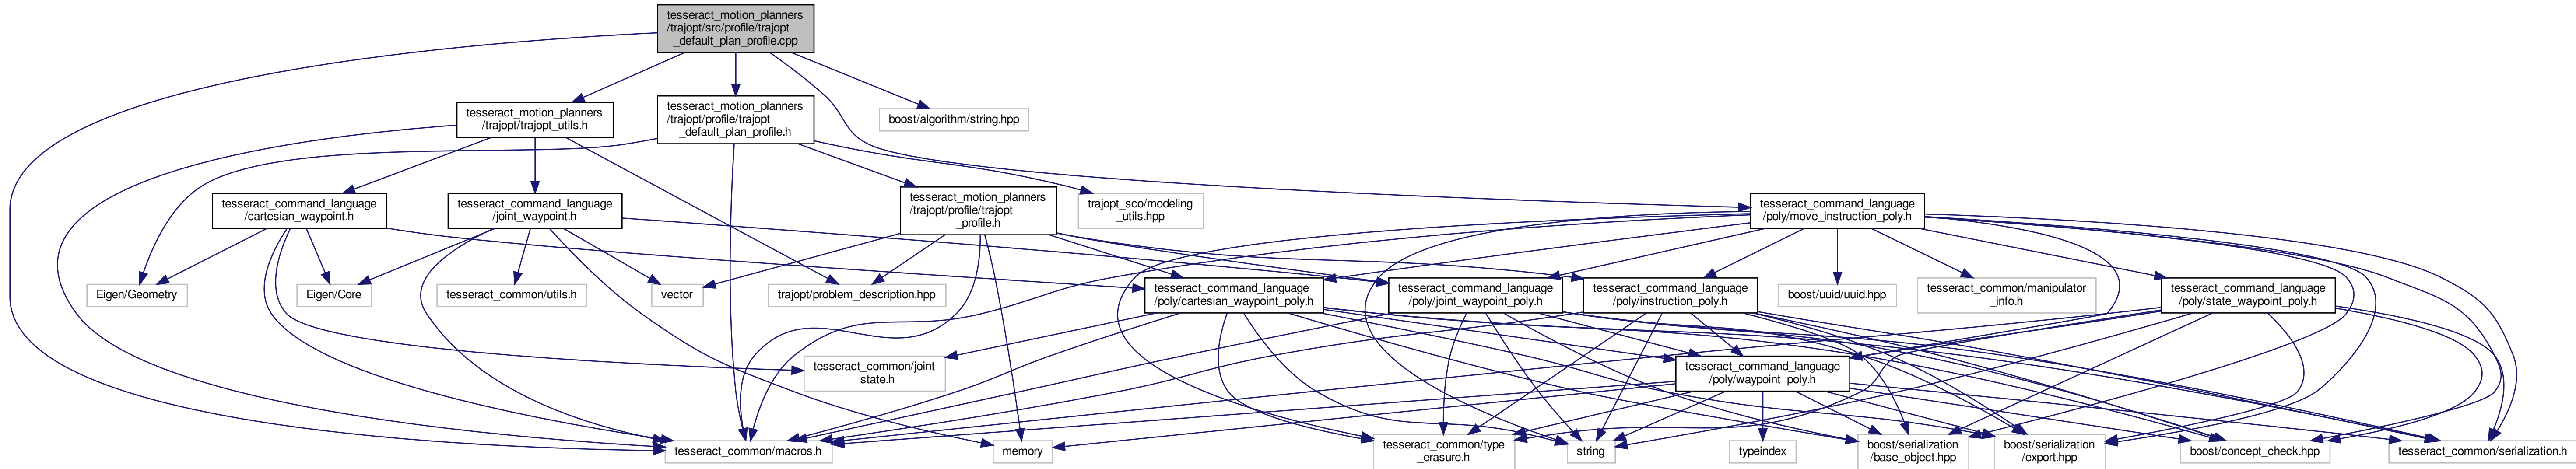 tesseract_motion_planners
/trajopt/src/profile/trajopt
_default_plan_profile.cpp
tesseract_motion_planners
/trajopt/trajopt_utils.h
tesseract_motion_planners
/trajopt/profile/trajopt
_default_plan_profile.h
boost/algorithm/string.hpp
tesseract_command_language
/cartesian_waypoint.h
tesseract_command_language
/joint_waypoint.h
tesseract_motion_planners
/trajopt/profile/trajopt
_profile.h
trajopt_sco/modeling
_utils.hpp
tesseract_command_language
/poly/move_instruction_poly.h
Eigen/Geometry
Eigen/Core
tesseract_common/utils.h
vector
trajopt/problem_description.hpp
tesseract_command_language
/poly/cartesian_waypoint_poly.h
tesseract_command_language
/poly/joint_waypoint_poly.h
tesseract_command_language
/poly/instruction_poly.h
boost/uuid/uuid.hpp
tesseract_common/manipulator
_info.h
tesseract_command_language
/poly/state_waypoint_poly.h
tesseract_common/joint
_state.h
tesseract_command_language
/poly/waypoint_poly.h
tesseract_common/macros.h
memory
tesseract_common/type
_erasure.h
string
typeindex
boost/serialization
/base_object.hpp
boost/serialization
/export.hpp
boost/concept_check.hpp
tesseract_common/serialization.h